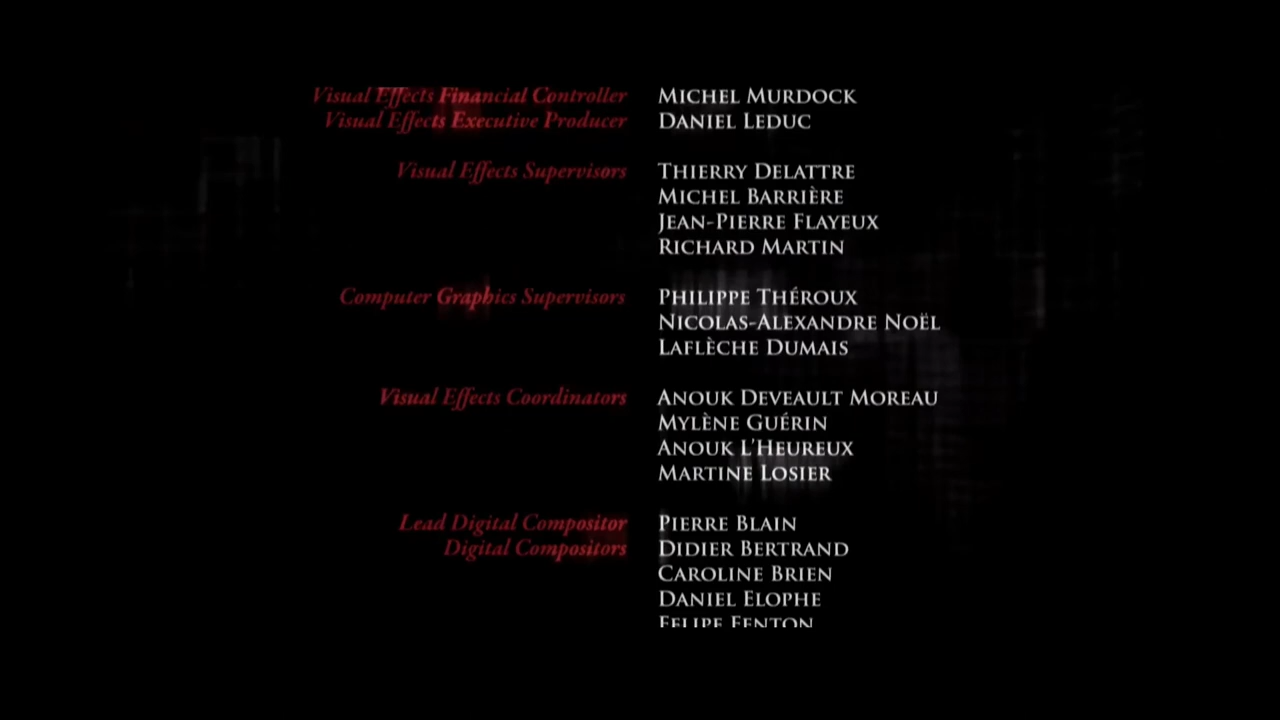 Visual Effects Financial Controller MICHEL MURDOCK
Visual Effects Executive Producer DANIEL LEDUC
Visual Effects Supervisors THIERRY DELATTRE
MICHEL BARRIÈRE
JEAN-PIERRE FLAYEUX
RICHARD MARTIN
Computer Graphics Supervisors PHILIPPE THÉROUX
NICOLAS-ALEXANDRE NOËL
LAFLÈCHE DUMAIS
Visual Effects Coordinators ANOUK DEVEAULT MOREAU
MYLÈNE GUÉRIN
ANOUK L'HEUREUX
MARTINE LOSIER
Lead Digital Compositor PIERRE BLAIN
Digital Compositors DIDIER BERTRAND
CAROLINE BRIEN
DANIEL ELOPHE
FELIPE FENTON